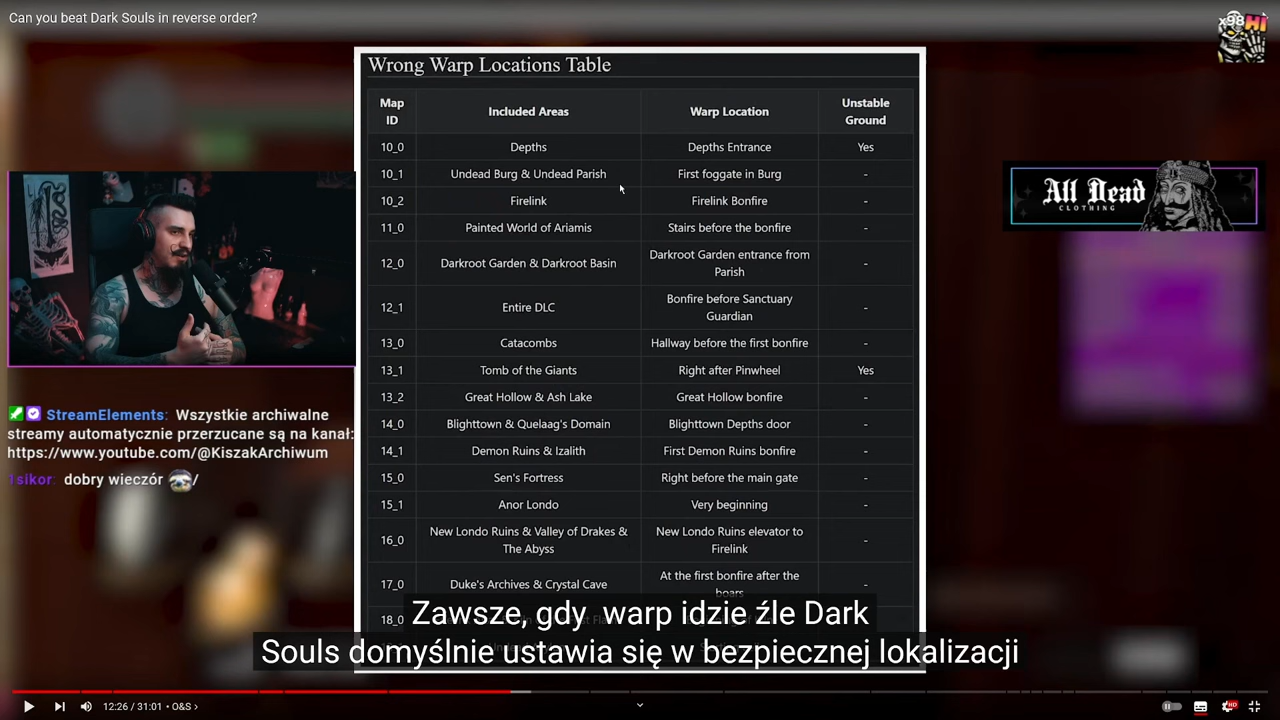 Can you beat Dark Souls in reverse order?
x98 HI
Wrong Warp Locations Table
Map ID Included Areas Warp Location Unstable Ground
10_0 Depths Depths Entrance Yes
10_1 Undead Burg & Undead Parish First foggate in Burg -
10_2 Firelink Firelink Bonfire -
11_0 Painted World of Ariamis Stairs before the bonfire -
12_0 Darkroot Garden & Darkroot Basin Darkroot Garden entrance from Parish -
12_1 Entire DLC Bonfire before Sanctuary Guardian -
13_0 Catacombs Hallway before the first bonfire -
13_1 Tomb of the Giants Right after Pinwheel Yes
13_2 Great Hollow & Ash Lake Great Hollow bonfire -
14_0 Blighttown & Quelaag's Domain Blighttown Depths door -
14_1 Demon Ruins & Izalith First Demon Ruins bonfire -
15_0 Sen's Fortress Right before the main gate -
15_1 Anor Londo Very beginning -
16_0 New Londo Ruins & Valley of Drakes & The Abyss New Londo Ruins elevator to Firelink -
17_0 Duke's Archives & Crystal Cave At the first bonfire after the boars -
18_0
All Dead
CLOTHING
StreamElements: Wszystkie archiwalne
streamy automatycznie przerzucane są na kanał:
https://www.youtube.com/@KiszakArchiwum
1sikor: dobry wieczór /
Zawsze, gdy warp idzie źle Dark
Souls domyślnie ustawia się w bezpiecznej lokalizacji
12:26 / 31:01 • O&S ›
HD